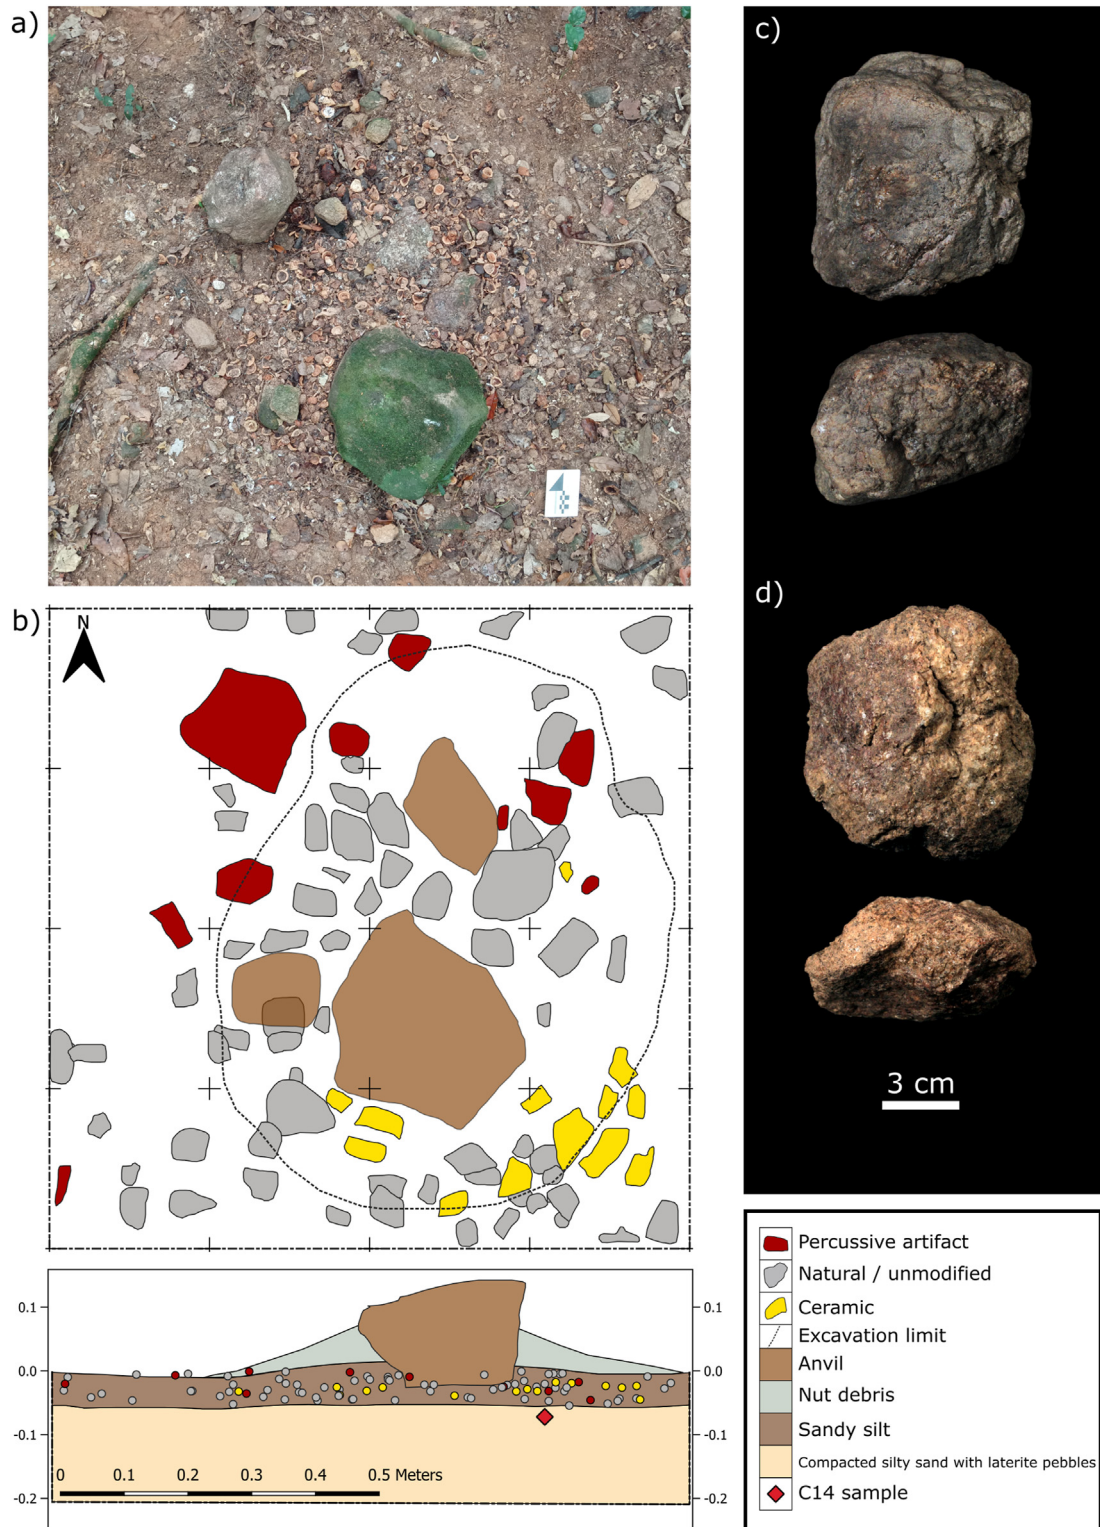 a)
c)
d)
3 cm
b)
N
0.1
0.0
-0.1
-0.2
0 0.1 0.2 0.3 0.4 0.5 Meters
0.1
0.0
-0.1
-0.2
Percussive artifact
Natural / unmodified
Ceramic
Excavation limit
Anvil
Nut debris
Sandy silt
Compacted silty sand with laterite pebbles
C14 sample